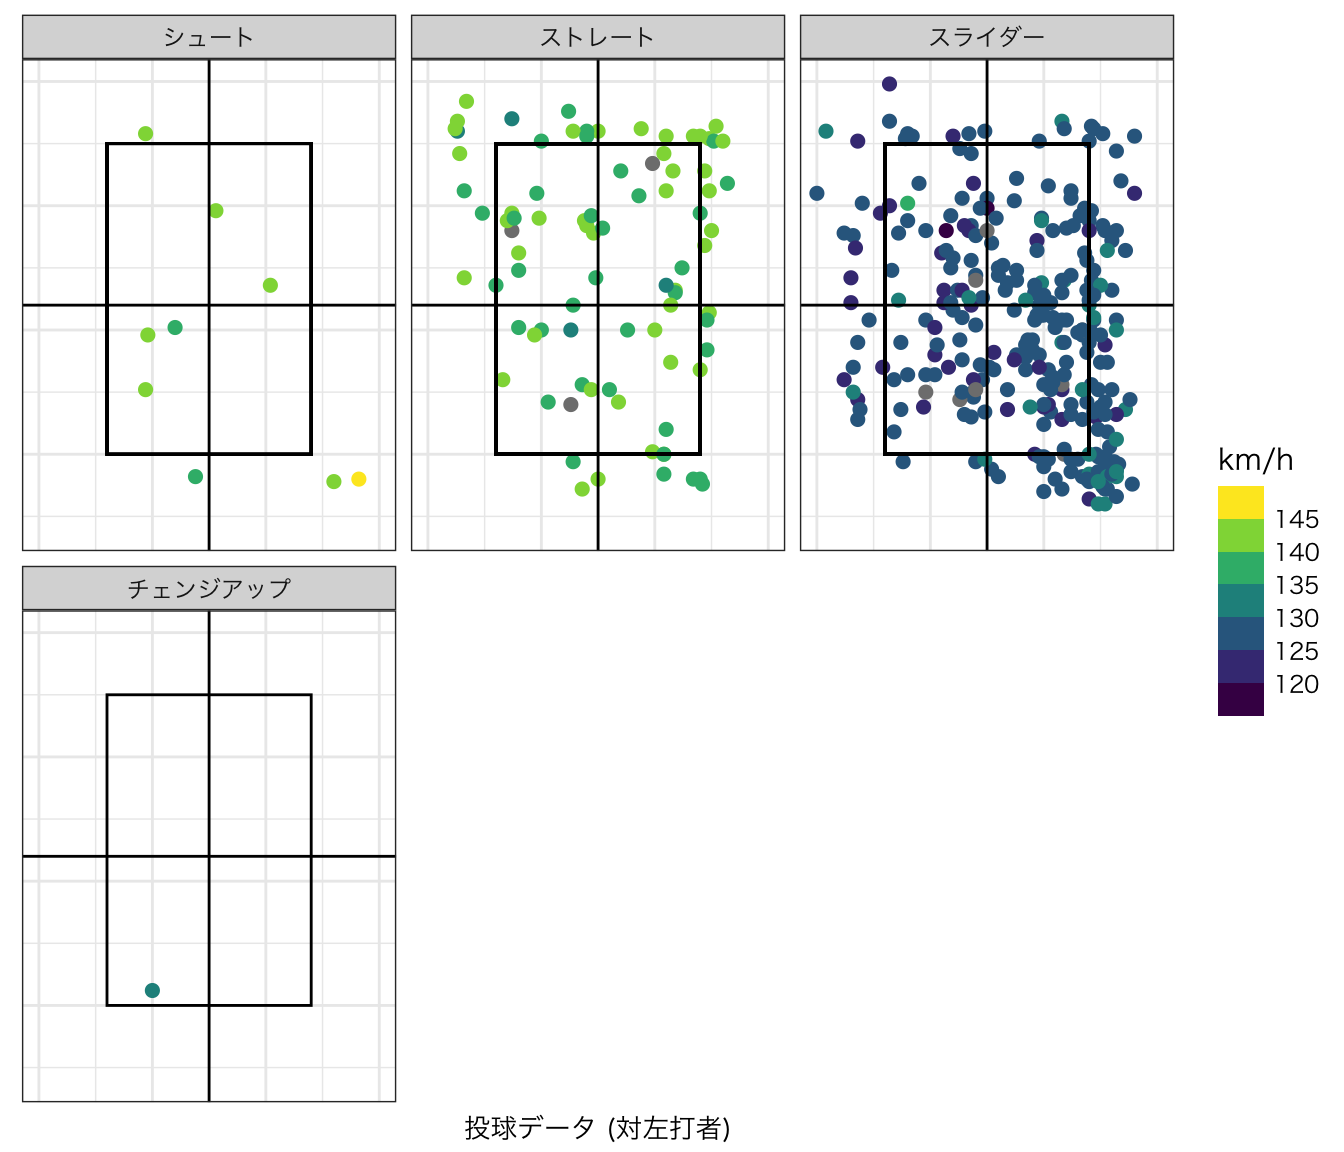 シュート
ストレート
スライダー
km/h
145
140
135
130
125
120
チェンジアップ
投球データ (対左打者)